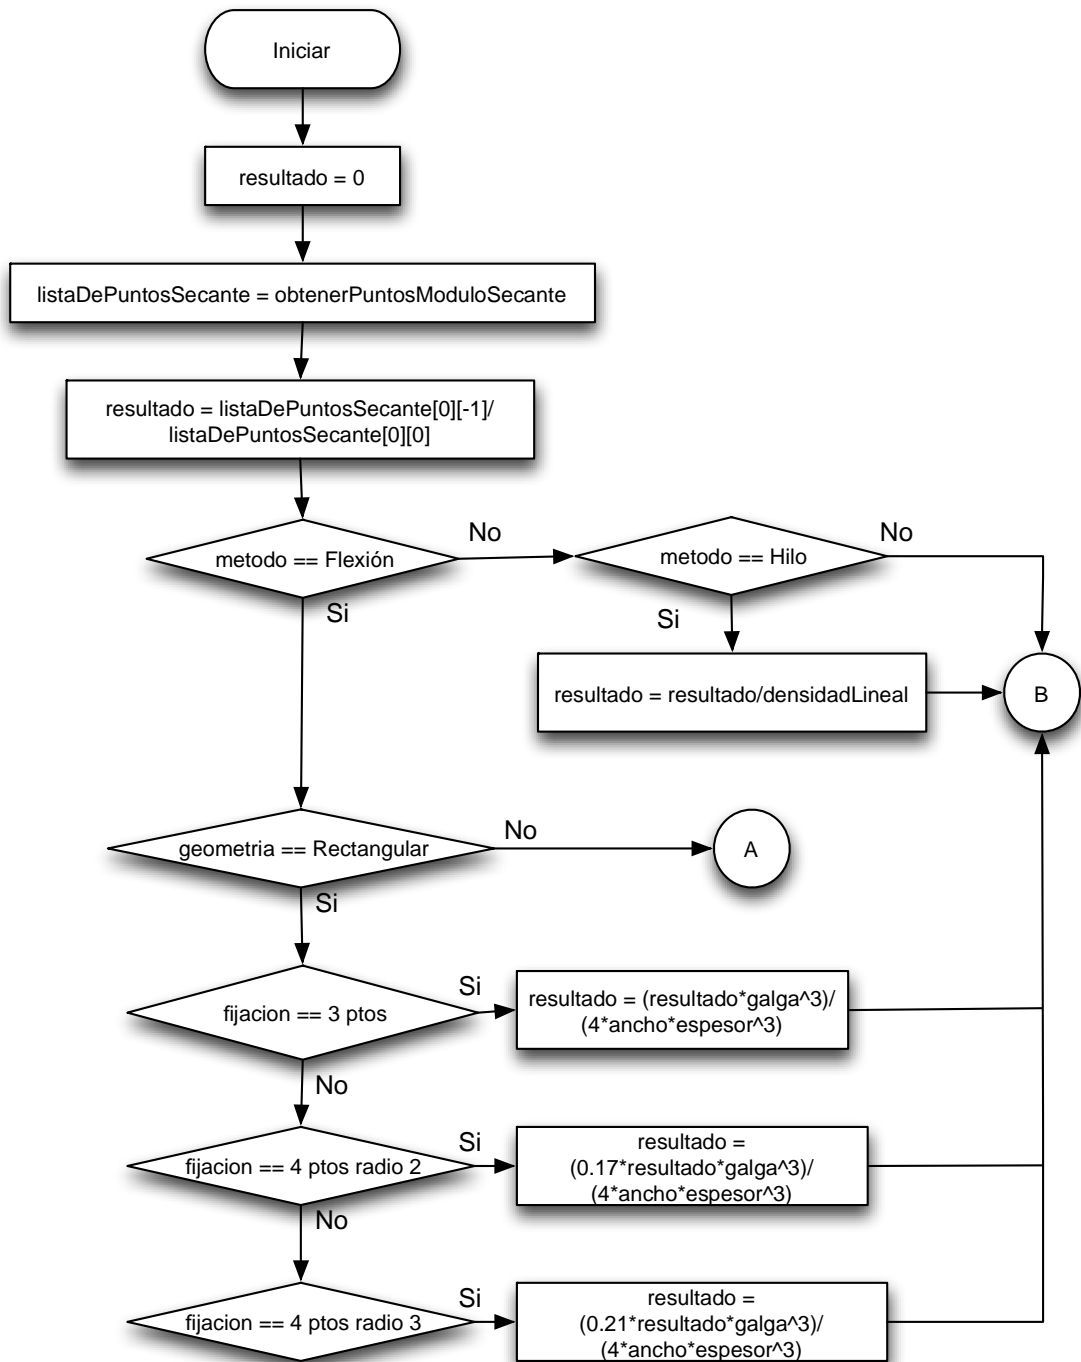 Iniciar
resultado = 0
listaDePuntosSecante = obtenerPuntosModuloSecante
resultado = listaDePuntosSecante[0][-1]/
listaDePuntosSecante[0][0]
metodo == Flexión
No
metodo == Hilo
No
Si
Si
resultado = resultado/densidadLineal
B
geometria == Rectangular
No
A
Si
fijacion == 3 ptos
Si
resultado = (resultado*galga^3)/
(4*ancho*espesor^3)
No
fijacion == 4 ptos radio 2
Si
resultado =
(0.17*resultado*galga^3)/
(4*ancho*espesor^3)
No
fijacion == 4 ptos radio 3
Si
resultado =
(0.21*resultado*galga^3)/
(4*ancho*espesor^3)